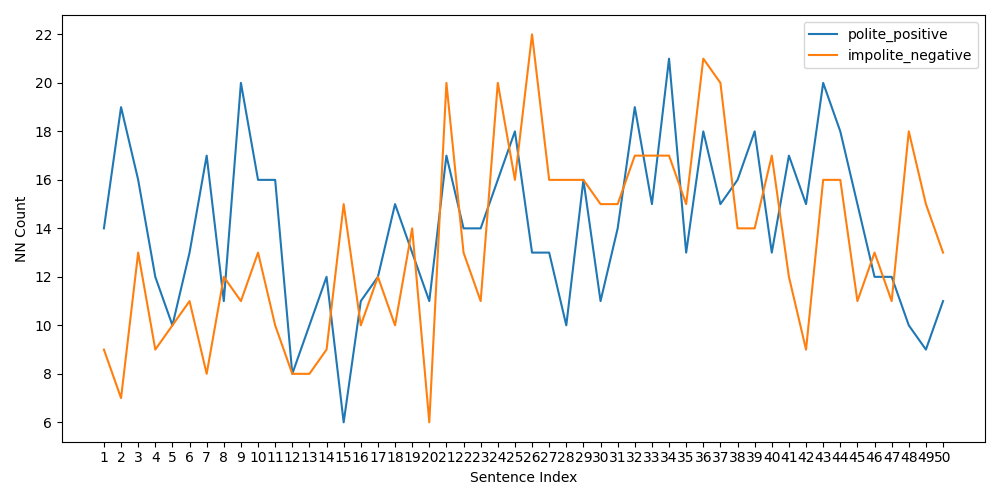 polite_positive
impolite_negative
NN Count
22
20
18
16
14
12
10
8
6
1 2 3 4 5 6 7 8 9 10 11 12 13 14 15 16 17 18 19 20 21 22 23 24 25 26 27 28 29 30 31 32 33 34 35 36 37 38 39 40 41 42 43 44 45 46 47 48 49 50
Sentence Index